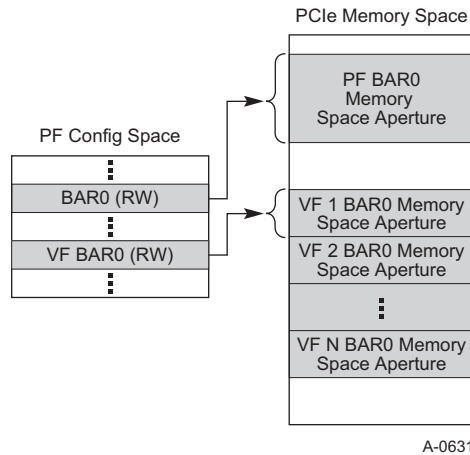 PCIe Memory Space
PF BAR0
Memory
Space Aperture
PF Config Space
BAR0 (RW)
VF BAR0 (RW)
VF 1 BAR0 Memory
Space Aperture
VF 2 BAR0 Memory
Space Aperture
VF N BAR0 Memory
Space Aperture
A-0631